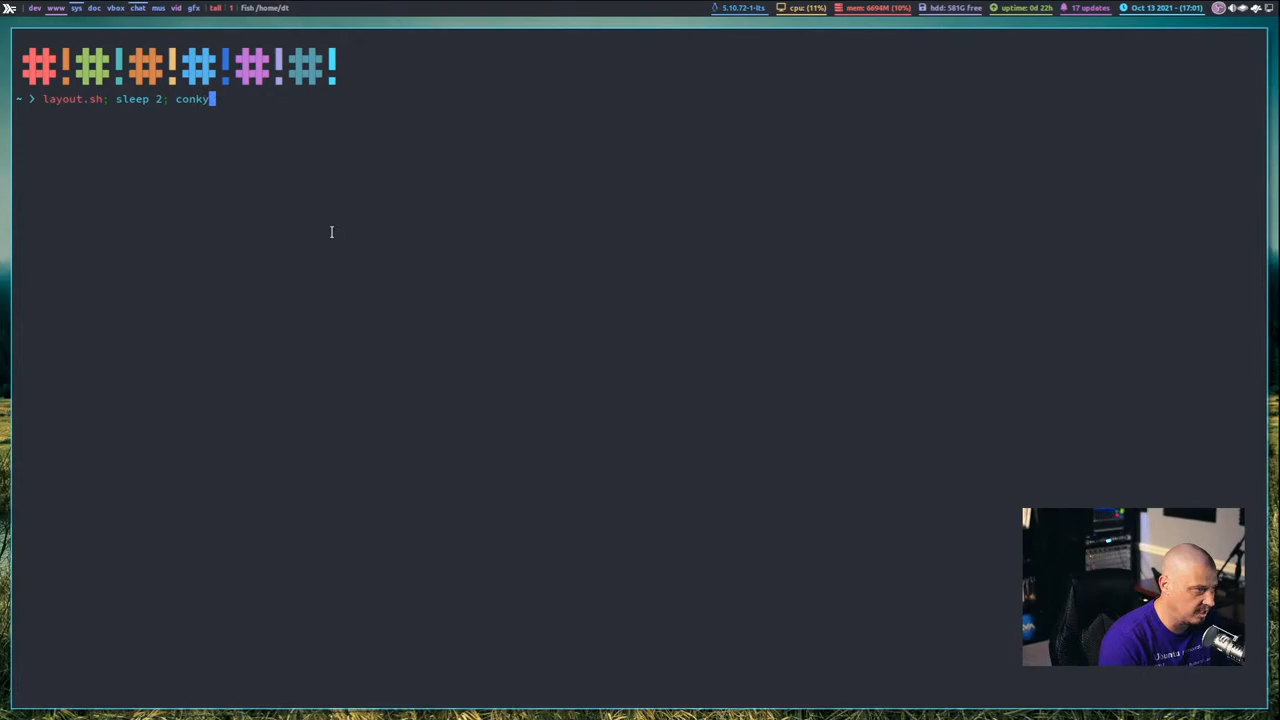 dev www sys doc vbox chat mus vid gfx | tall | 1 | Fish /home/dt 5.10.72-1-lts cpu: (11%) mem: 6694M (10%) hdd: 581G free uptime: 0d 22h 17 updates Oct 13 2021 - (17:01)
#!#!#!#!#!#!
~ ❯ layout.sh; sleep 2; conky